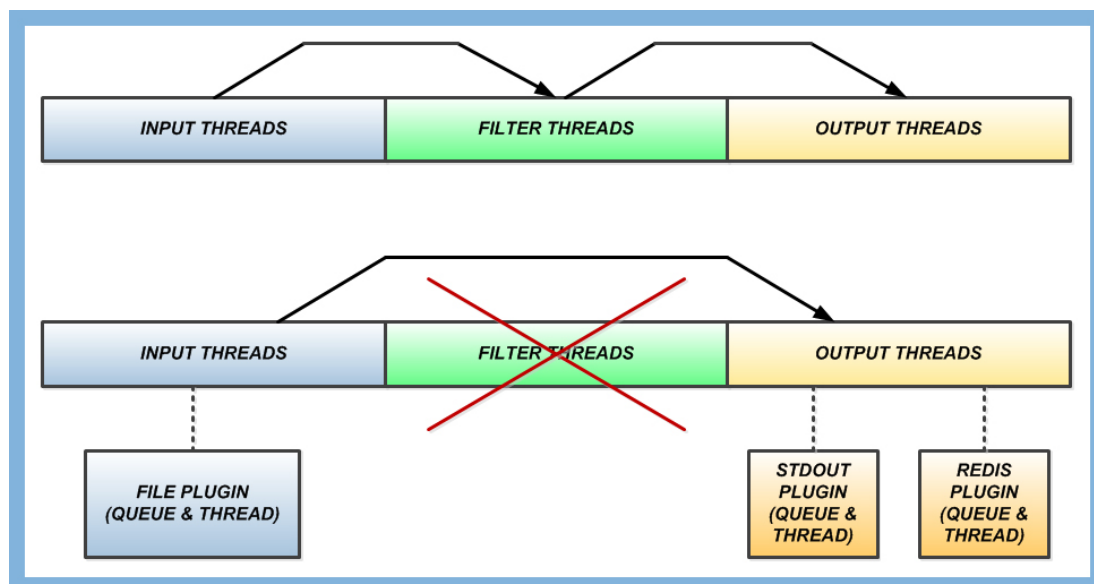 INPUT THREADS
FILTER THREADS
OUTPUT THREADS
INPUT THREADS
FILTER THREADS
OUTPUT THREADS
FILE PLUGIN
(QUEUE & THREAD)
STDOUT
PLUGIN
(QUEUE &
THREAD)
REDIS
PLUGIN
(QUEUE &
THREAD)